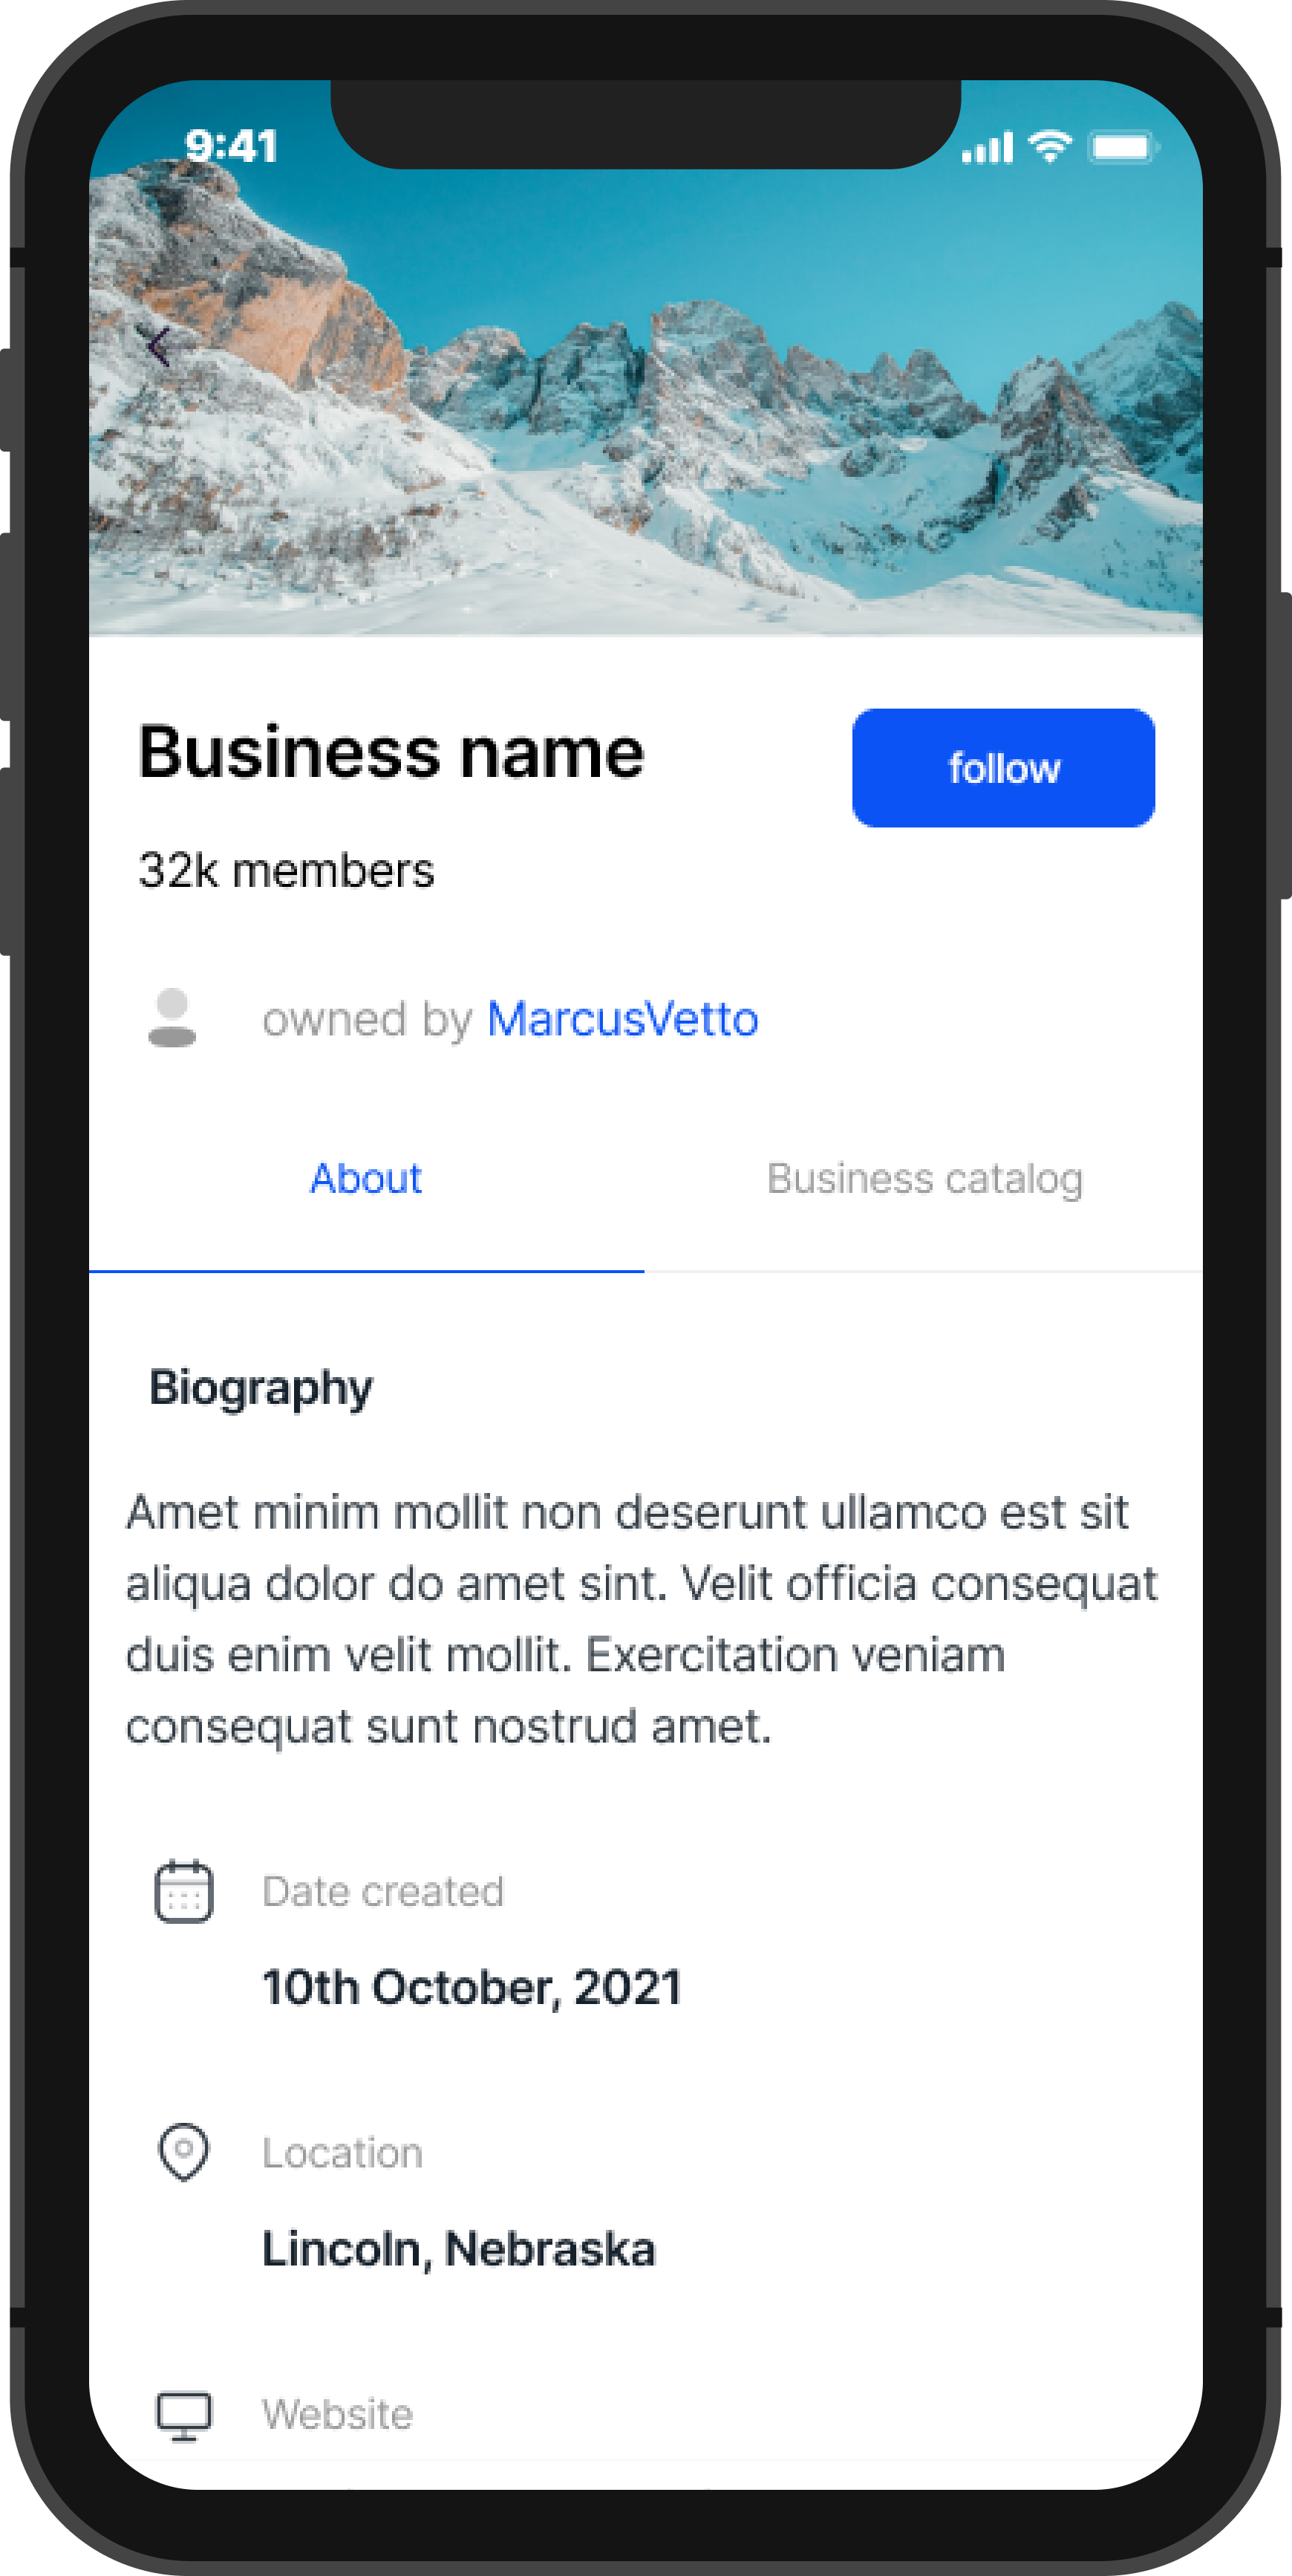 9:41
Business name
follow
32k members
owned by MarcusVetto
About
Business catalog
Biography
Amet minim mollit non deserunt ullamco est sit
aliqua dolor do amet sint. Velit officia consequat
duis enim velit mollit. Exercitation veniam
consequat sunt nostrud amet.
Date created
10th October, 2021
Location
Lincoln, Nebraska
Website